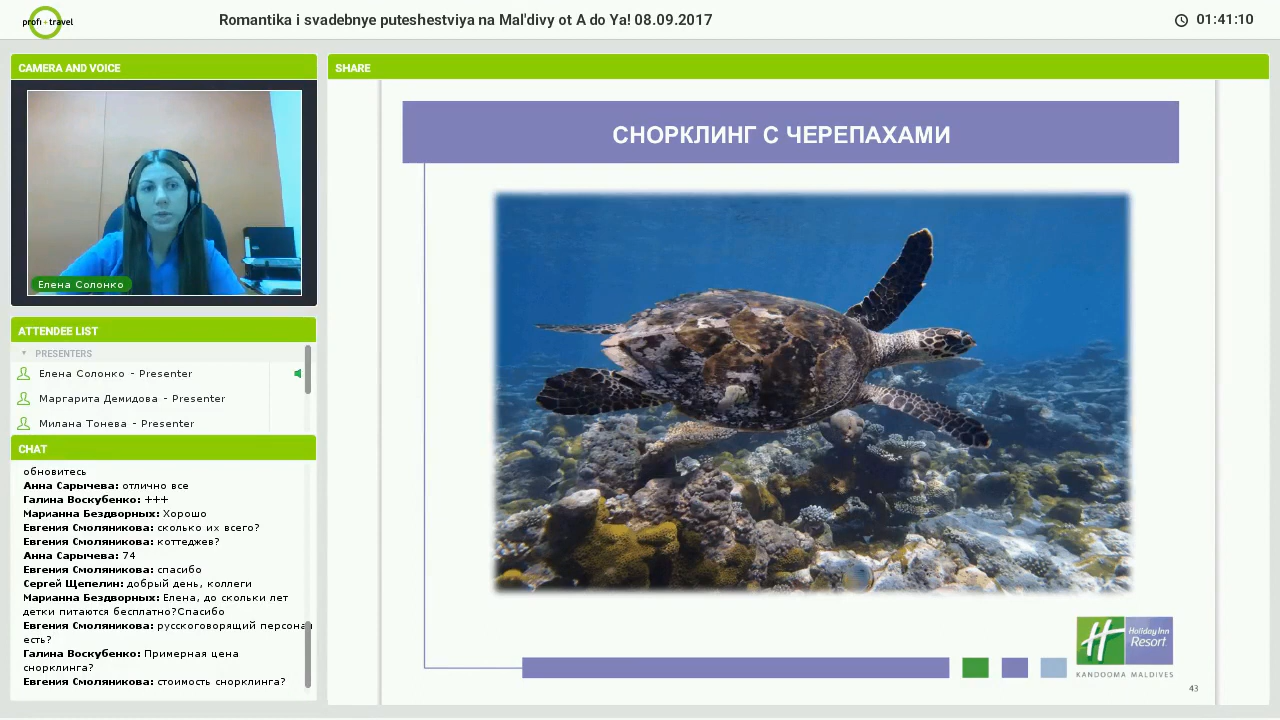 profi travel
Romantika i svadebnye puteshestviya na Mal'divy ot A do Ya! 08.09.2017
01:41:10
CAMERA AND VOICE
Елена Солонко
ATTENDEE LIST
PRESENTERS
Елена Солонко - Presenter
Маргарита Демидова - Presenter
Милана Тонева - Presenter
CHAT
обновитесь
Анна Сарычева: отлично все
Галина Воскубенко: +++
Марианна Бездворных: Хорошо
Евгения Смоляникова: сколько их всего?
Евгения Смоляникова: коттеджев?
Анна Сарычева: 74
Евгения Смоляникова: спасибо
Сергей Щепелин: добрый день, коллеги
Марианна Бездворных: Елена, до скольки лет
детки питаются бесплатно?Спасибо
Евгения Смоляникова: русскоговорящий персонал
есть?
Галина Воскубенко: Примерная цена
снорклинга?
Евгения Смоляникова: стоимость снорклинга?
SHARE
СНОРКЛИНГ С ЧЕРЕПАХАМИ
H Holiday Inn
Resort
KANDOOMA MALDIVES
43